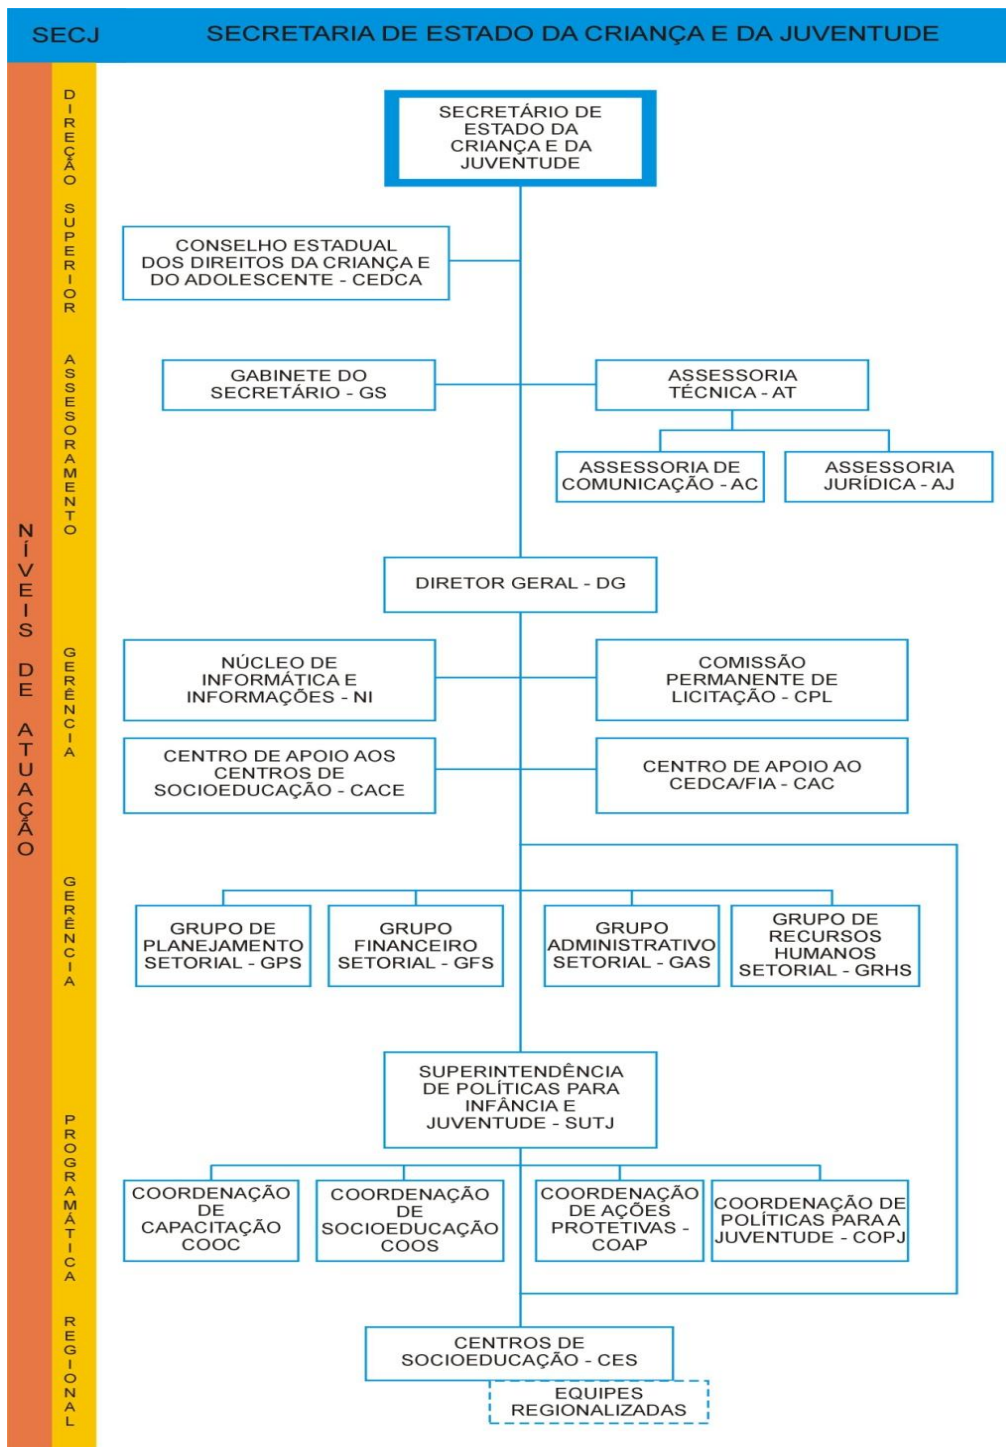 SECJ
SECRETARIA DE ESTADO DA CRIANÇA E DA JUVENTUDE
NÍVEIS DE ATUAÇÃO
DIREÇÃO SUPERIOR
SECRETÁRIO DE
ESTADO DA
CRIANÇA E DA
JUVENTUDE
CONSELHO ESTADUAL
DOS DIREITOS DA CRIANÇA E
DO ADOLESCENTE - CEDCA
ASSESSORAMENTO
GABINETE DO
SECRETÁRIO - GS
ASSESSORIA
TÉCNICA - AT
ASSESSORIA DE
COMUNICAÇÃO - AC
ASSESSORIA
JURÍDICA - AJ
GERÊNCIA
DIRETOR GERAL - DG
NÚCLEO DE
INFORMÁTICA E
INFORMAÇÕES - NI
COMISSÃO
PERMANENTE DE
LICITAÇÃO - CPL
CENTRO DE APOIO AOS
CENTROS DE
SOCIOEDUCAÇÃO - CACE
CENTRO DE APOIO AO
CEDCA/FIA - CAC
GERÊNCIA
GRUPO DE
PLANEJAMENTO
SETORIAL - GPS
GRUPO
FINANCEIRO
SETORIAL - GFS
GRUPO
ADMINISTRATIVO
SETORIAL - GAS
GRUPO DE
RECURSOS
HUMANOS
SETORIAL - GRHS
PROGRAMÁTICA
SUPERINTENDÊNCIA
DE POLÍTICAS PARA
INFÂNCIA E
JUVENTUDE - SUTJ
COORDENAÇÃO
DE
CAPACITAÇÃO
COOC
COORDENAÇÃO
DE
SOCIOEDUCAÇÃO
COOS
COORDENAÇÃO
DE AÇÕES
PROTETIVAS -
COAP
COORDENAÇÃO DE
POLÍTICAS PARA A
JUVENTUDE - COPJ
REGIONAL
CENTROS DE
SOCIOEDUCAÇÃO - CES
EQUIPES
REGIONALIZADAS